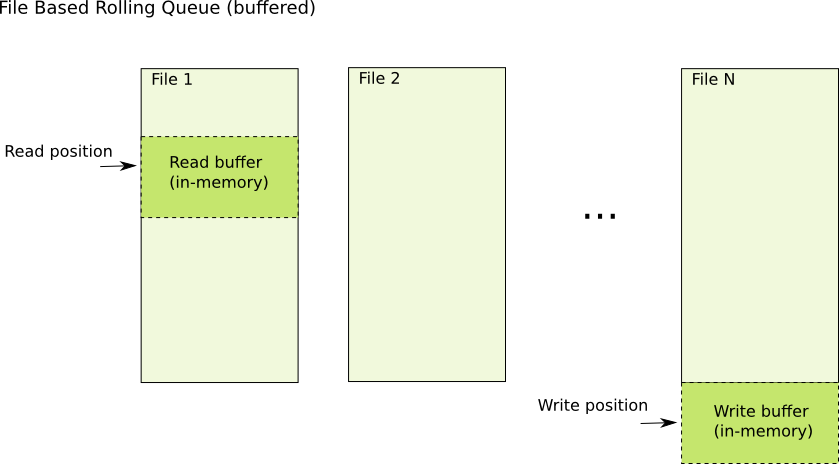 File Based Rolling Queue (buffered)
File 1
File 2
File N
Read position
Read buffer
(in-memory)
...
Write position
Write buffer
(in-memory)